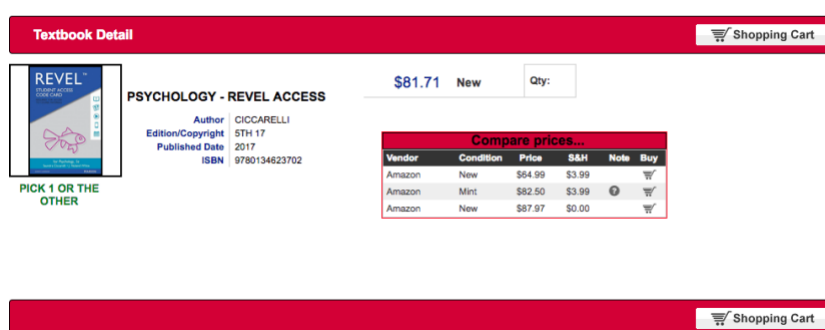 Textbook Detail
Shopping Cart
REVEL™
STUDENT ACCESS
CODE CARD
PICK 1 OR THE
OTHER
PSYCHOLOGY - REVEL ACCESS
Author CICCARELLI
Edition/Copyright 5TH 17
Published Date 2017
ISBN 9780134623702
$81.71 New Qty:
Compare prices...
Vendor Condition Price S&H Note Buy
Amazon New $64.99 $3.99
Amazon Mint $82.50 $3.99 ?
Amazon New $87.97 $0.00
Shopping Cart